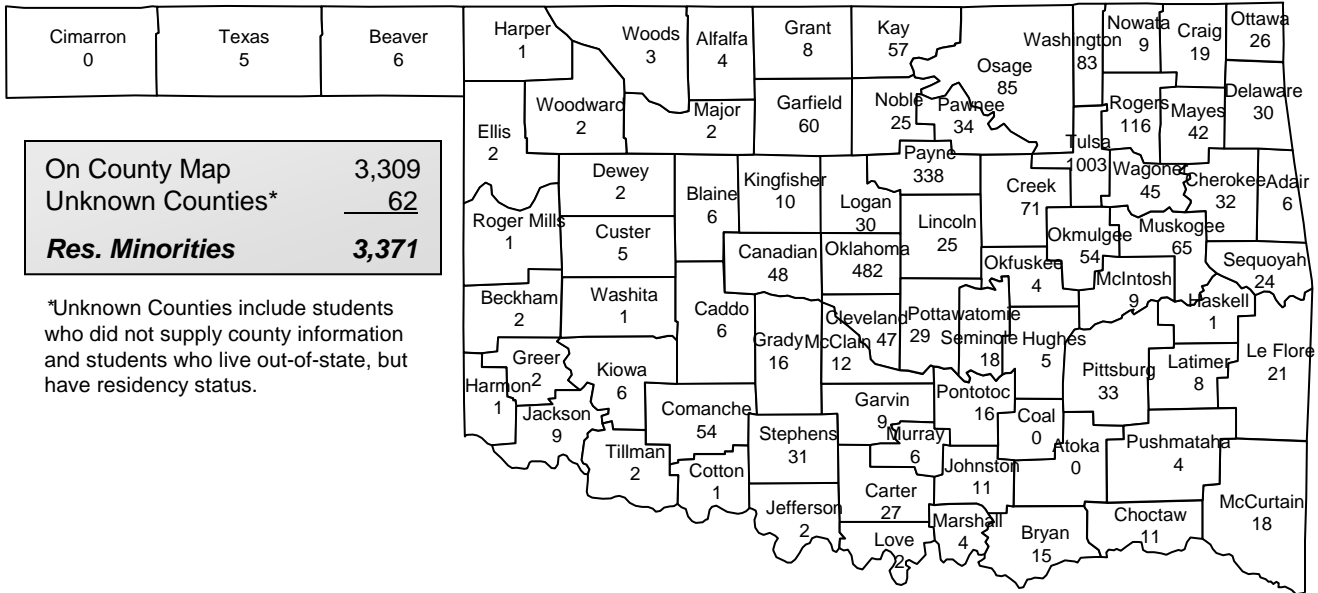 Cimarron
0
Texas
5
Beaver
6
Harper
1
Woods
3
Alfalfa
4
Grant
8
Kay
57
Osage
85
Washington
83
Nowata
9
Craig
19
Ottawa
26
Ellis
2
Woodward
2
Major
2
Garfield
60
Noble
25
Pawnee
34
Rogers
116
Mayes
42
Delaware
30
Tulsa
1003
Payne
338
Dewey
2
Blaine
6
Kingfisher
10
Logan
30
Lincoln
25
Creek
71
Wagoner
45
Cherokee
32
Adair
6
Roger Mills
1
Custer
5
Canadian
48
Oklahoma
482
Okfuskee
4
Okmulgee
54
Muskogee
65
McIntosh
9
Sequoyah
24
Haskell
1
Beckham
2
Washita
1
Caddo
6
Grady
16
McClain
12
Cleveland
47
Pottawatomie
29
Seminole
18
Hughes
5
Pittsburg
33
Latimer
8
Le Flore
21
Greer
2
Harmon
1
Kiowa
6
Jackson
9
Comanche
54
Stephens
31
Garvin
9
Murray
6
Pontotoc
16
Coal
0
Atoka
0
Pushmataha
4
Tillman
2
Cotton
1
Jefferson
2
Carter
27
Johnston
11
Love
2
Marshall
4
Bryan
15
Choctaw
11
McCurtain
18
On County Map 3,309
Unknown Counties* 62
Res. Minorities 3,371
*Unknown Counties include students
who did not supply county information
and students who live out-of-state, but
have residency status.